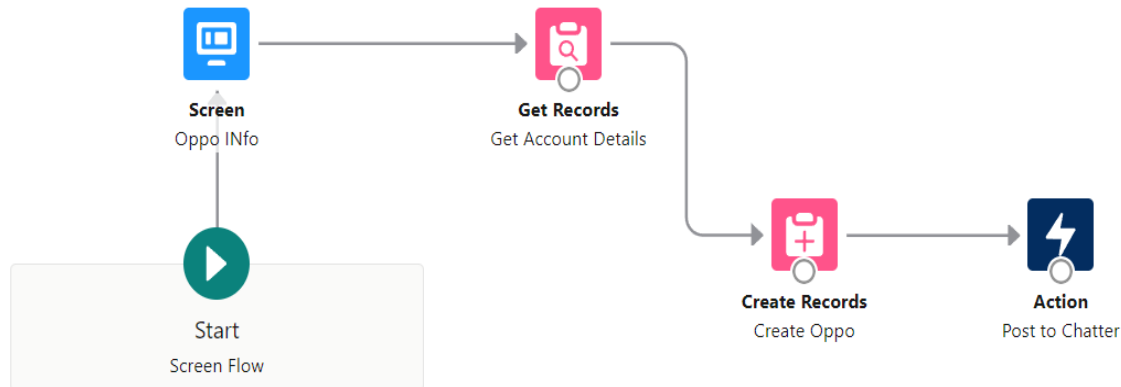 Screen
Oppo INfo
Get Records
Get Account Details
Create Records
Create Oppo
Action
Post to Chatter
Start
Screen Flow